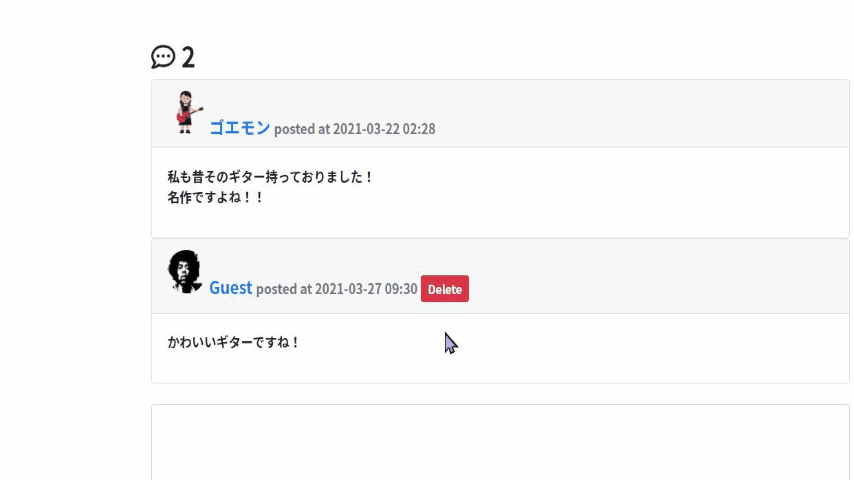 2
ゴエモン posted at 2021-03-22 02:28
私も昔そのギター持っておりました！
名作ですよね！！
Guest posted at 2021-03-27 09:30 Delete
かわいいギターですね！